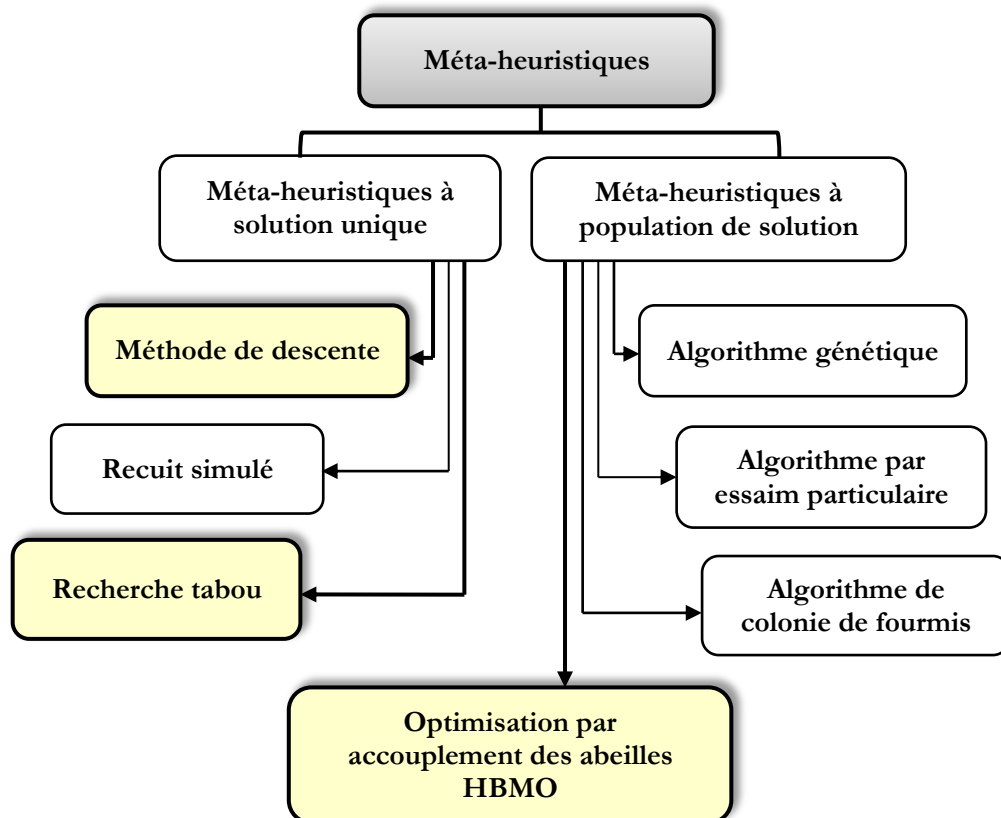 Méta-heuristiques
Méta-heuristiques à
solution unique
Méta-heuristiques à
population de solution
Méthode de descente
Algorithme génétique
Recuit simulé
Algorithme par
essaim particulaire
Recherche tabou
Algorithme de
colonie de fourmis
Optimisation par
accouplement des abeilles
HBMO